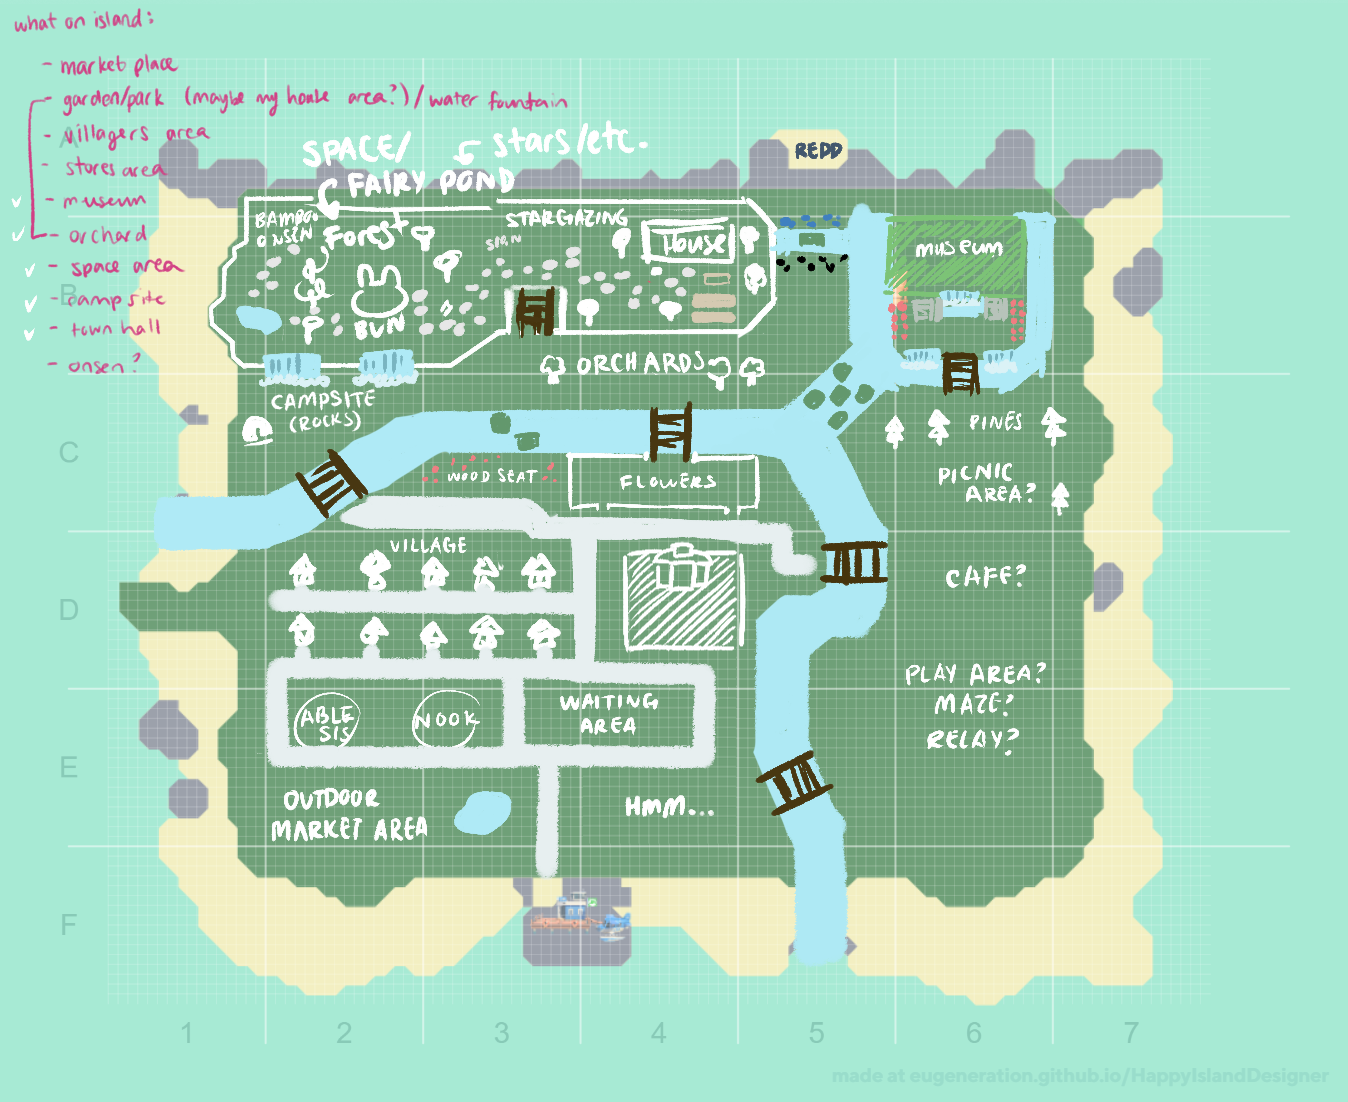 what on island:
- market place
- garden/park (maybe my house area?)/water fountain
- villagers area
- stores area
- museum
- orchard
- space area
- campsite
- town hall
- onsen?
SPACE/
stars/etc.
FAIRY POND
REDD
BAMBOO
ONSEN
Forest
STARGAZING
SIGN
HOUSE
MUSEUM
BUN
ORCHARDS
CAMPSITE
(ROCKS)
PINES
WOOD SEAT
FLOWERS
PICNIC
AREA?
VILLAGE
CAFE?
PLAY AREA?
MAZE?
RELAY?
ABLE
SIS
NOOK
WAITING
AREA
OUTDOOR
MARKET AREA
HMM...
A
B
C
D
E
F
1 2 3 4 5 6 7
made at eugeneration.github.io/HappyIslandDesigner